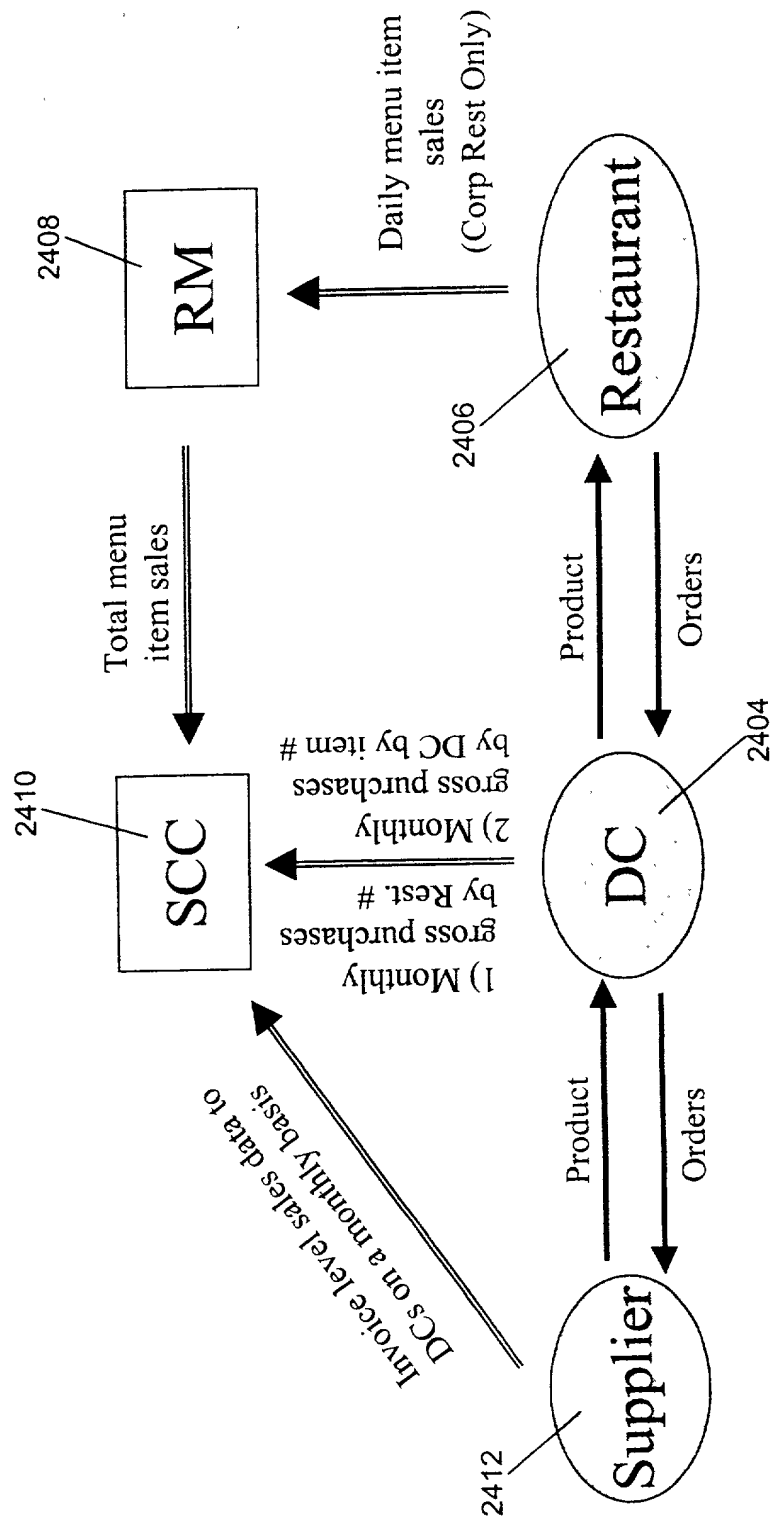 2410
SCC
Total menu
item sales
2408
RM
Invoice level sales data to
DCs on a monthly basis
1) Monthly
gross purchases
by Rest. #
2) Monthly
gross purchases
by DC by item #
Daily menu item
sales
(Corp Rest Only)
2412
Supplier
Product
Orders
DC
2404
Product
Orders
2406
Restaurant